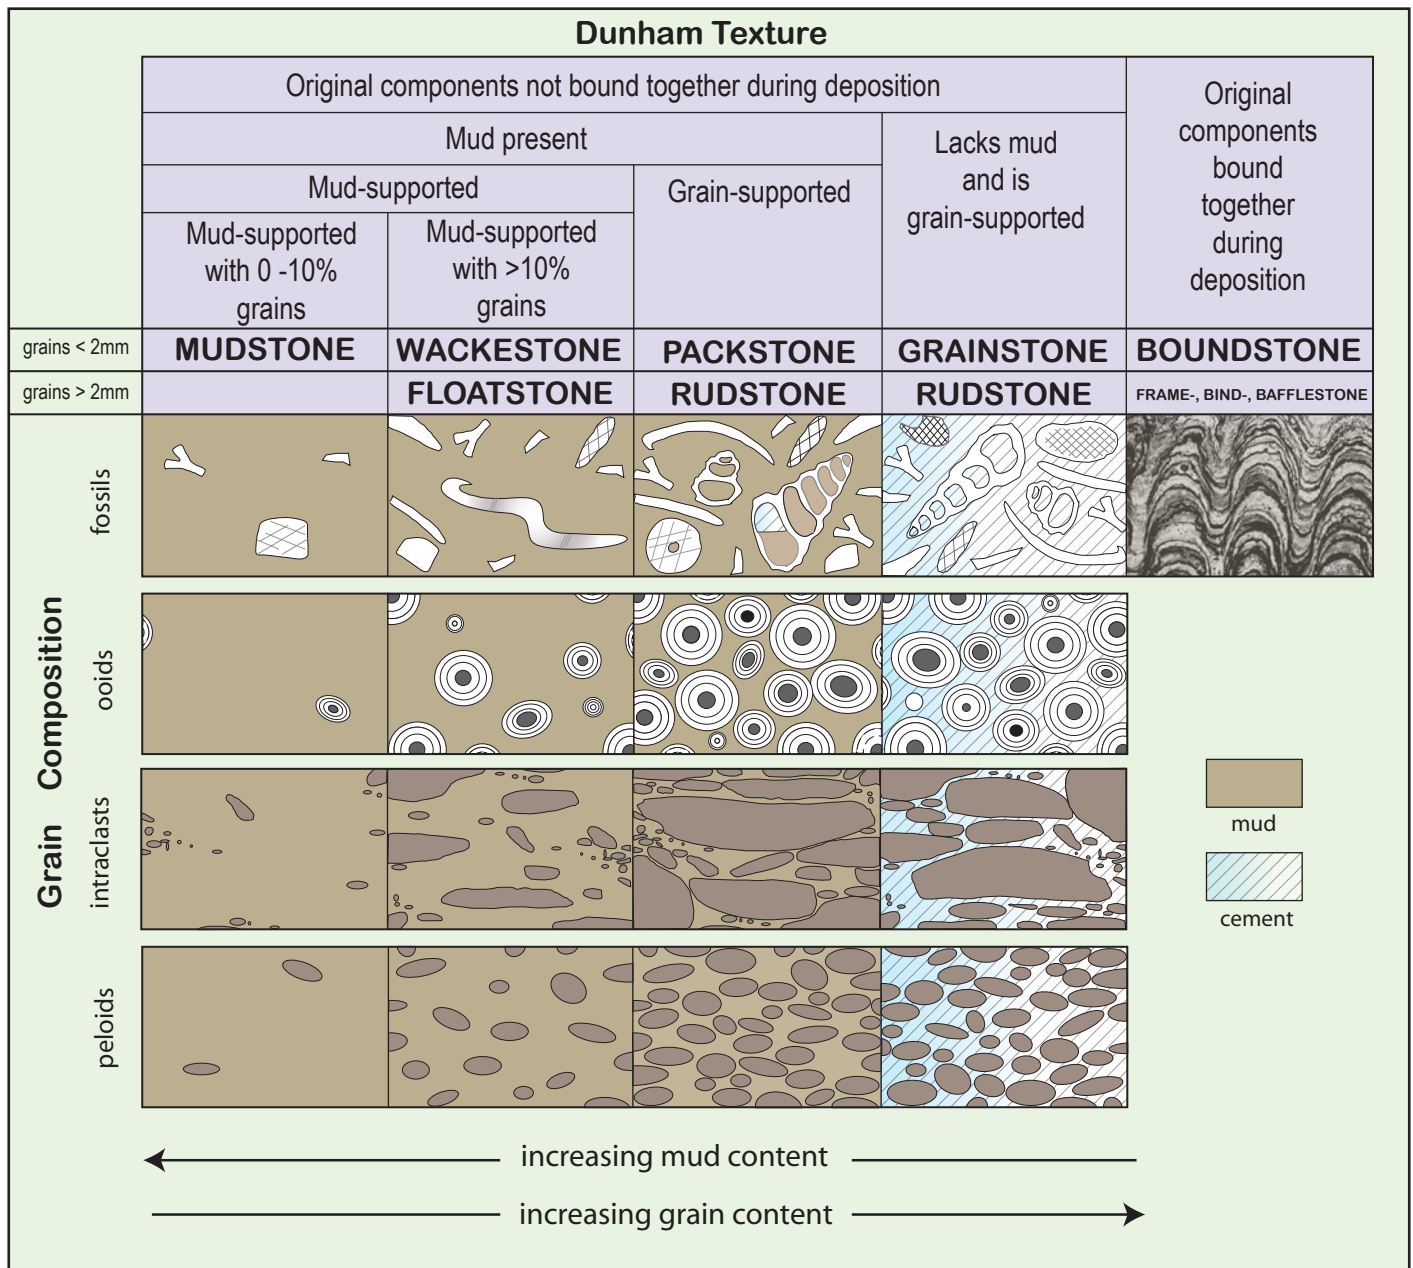 Dunham Texture
Original components not bound together during deposition
Original
components
bound
together
during
deposition
Mud present
Lacks mud
and is
grain-supported
Mud-supported
Grain-supported
Mud-supported
with 0 -10%
grains
Mud-supported
with >10%
grains
grains < 2mm
MUDSTONE
WACKESTONE
PACKSTONE
GRAINSTONE
BOUNDSTONE
grains > 2mm
FLOATSTONE
RUDSTONE
RUDSTONE
FRAME-, BIND-, BAFFLESTONE
Grain Composition
fossils
ooids
intraclasts
peloids
mud
cement
increasing mud content
increasing grain content